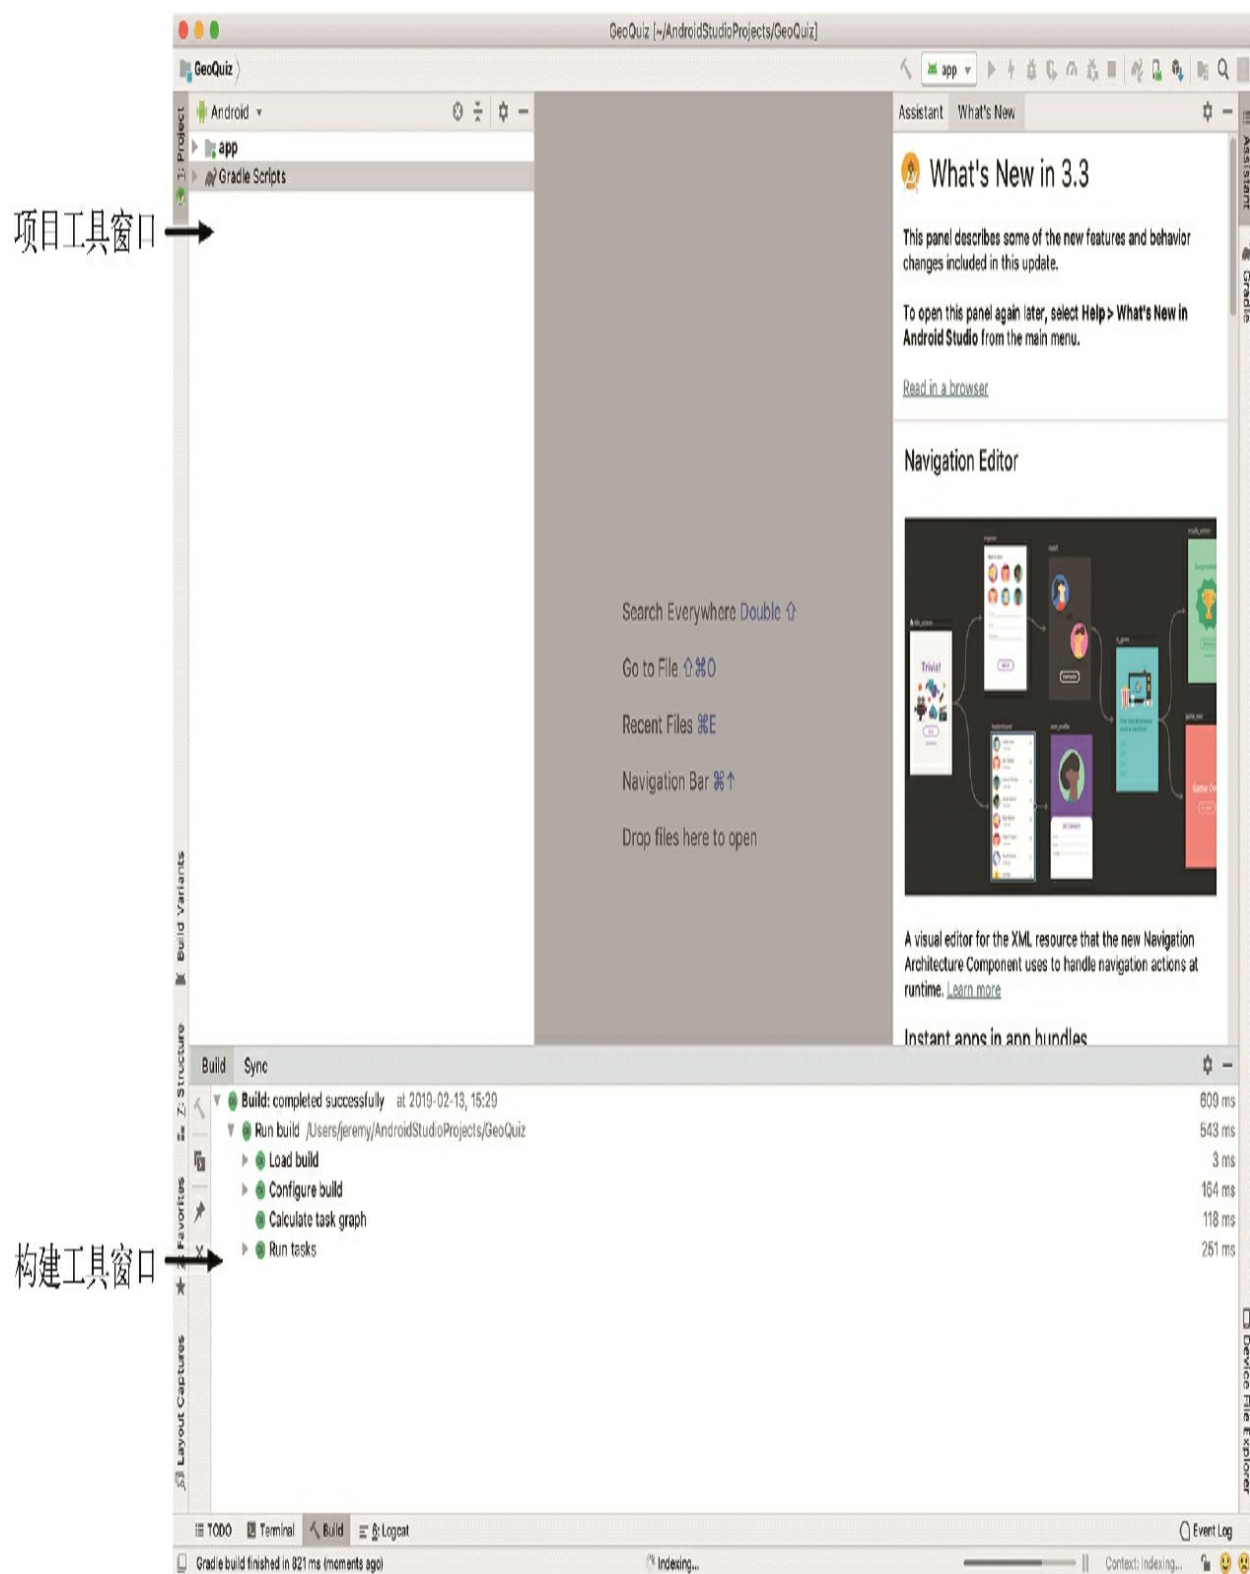 GeoQuiz [~/AndroidStudioProjects/GeoQuiz]
GeoQuiz
app
1: Project
Android
app
Gradle Scripts
项目工具窗口
Assistant What's New
Assistant
Gradle
What's New in 3.3
This panel describes some of the new features and behavior
changes included in this update.
To open this panel again later, select Help > What's New in
Android Studio from the main menu.
Read in a browser
Navigation Editor
Trivia!
Search Everywhere Double ⇧
Go to File ⇧⌘O
Recent Files ⌘E
Navigation Bar ⌘↑
Drop files here to open
A visual editor for the XML resource that the new Navigation
Architecture Component uses to handle navigation actions at
runtime. Learn more
Instant apps in app bundles
Build Variants
Z: Structure
Favorites
Layout Captures
Build Sync
Build: completed successfully at 2019-02-13, 15:29 609 ms
Run build /Users/jeremy/AndroidStudioProjects/GeoQuiz 543 ms
Load build 3 ms
Configure build 164 ms
Calculate task graph 118 ms
Run tasks 251 ms
构建工具窗口
Device File Explorer
TODO Terminal Build 6: Logcat Event Log
Gradle build finished in 821 ms (moments ago) Indexing... Context: Indexing...